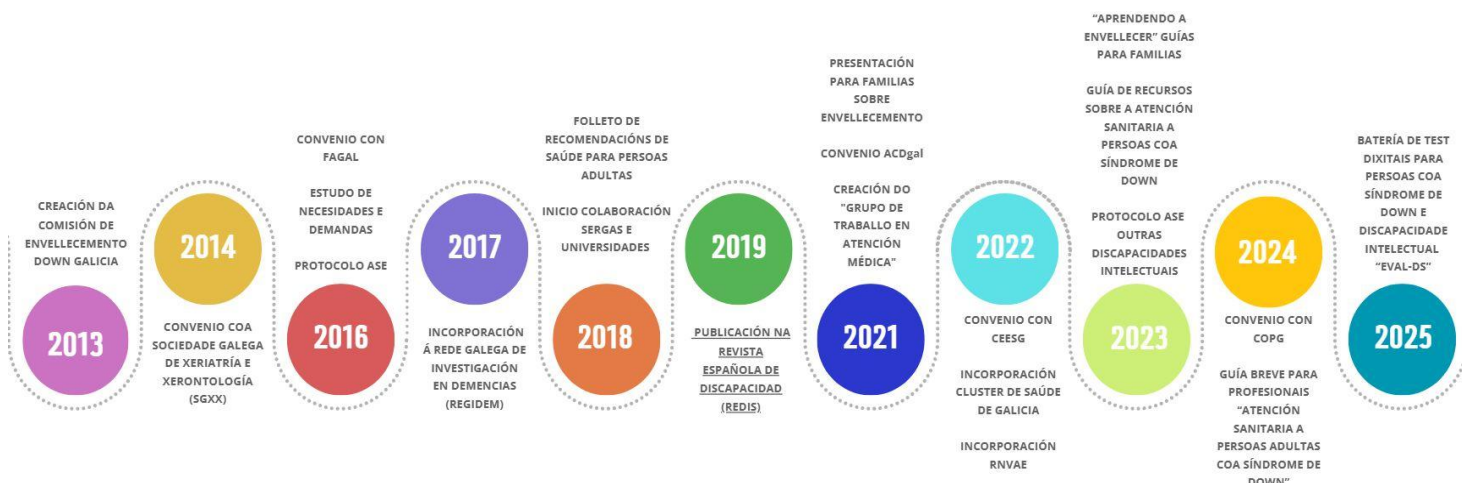 CREACIÓN DA
COMISIÓN DE
ENVELLECEMENTO
DOWN GALICIA
2013
2014
CONVENIO COA
SOCIEDADE GALEGA
DE XERIATRÍA E
XERONTOLOGÍA
(SGXX)
CONVENIO CON
FAGAL
ESTUDO DE
NECESIDADES E
DEMANDAS
PROTOCOLO ASE
2016
2017
INCORPORACIÓN
Á REDE GALEGA DE
INVESTIGACIÓN
EN DEMENCIAS
(REGIDEM)
FOLLETO DE
RECOMENDACIÓNS DE
SAÚDE PARA PERSOAS
ADULTAS
INICIO COLABORACIÓN
SERGAS E
UNIVERSIDADES
2018
2019
PUBLICACIÓN NA
REVISTA
ESPAÑOLA DE
DISCAPACIDAD
(REDIS)
PRESENTACIÓN
PARA FAMILIAS
SOBRE
ENVELLECEMENTO
CONVENIO ACDgal
CREACIÓN DO
"GRUPO DE
TRABALLO EN
ATENCIÓN
MÉDICA"
2021
2022
CONVENIO CON
CEESG
INCORPORACIÓN
CLUSTER DE SAÚDE
DE GALICIA
INCORPORACIÓN
RNVAE
“APRENDENDO A
ENVELLECER” GUÍAS
PARA FAMILIAS
GUÍA DE RECURSOS
SOBRE A ATENCIÓN
SANITARIA A
PERSOAS COA
SÍNDROME DE
DOWN
PROTOCOLO ASE
OUTRAS
DISCAPACIDADES
INTELECTUAIS
2023
2024
CONVENIO CON
COPG
GUÍA BREVE PARA
PROFESIONAIS
“ATENCIÓN
SANITARIA A
PERSOAS ADULTAS
COA SÍNDROME DE
DOWN”
BATERÍA DE TEST
DIXITAIS PARA
PERSOAS COA
SÍNDROME DE
DOWN E
DISCAPACIDADE
INTELECTUAL
“EVAL-DS”
2025